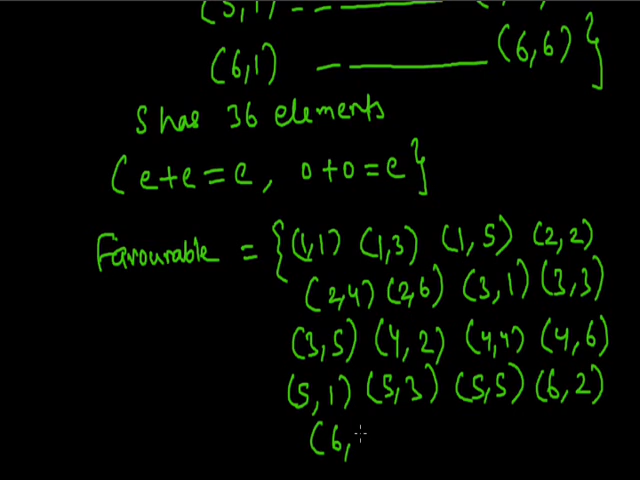 (5,1) - - - - - - - (
(6,1) - - - - - - - (6,6) }
S has 36 elements
( e+e = e, o+o = e }
Favourable = { (1,1) (1,3) (1,5) (2,2)
(2,4) (2,6) (3,1) (3,3)
(3,5) (4,2) (4,4) (4,6)
(5,1) (5,3) (5,5) (6,2)
(6,